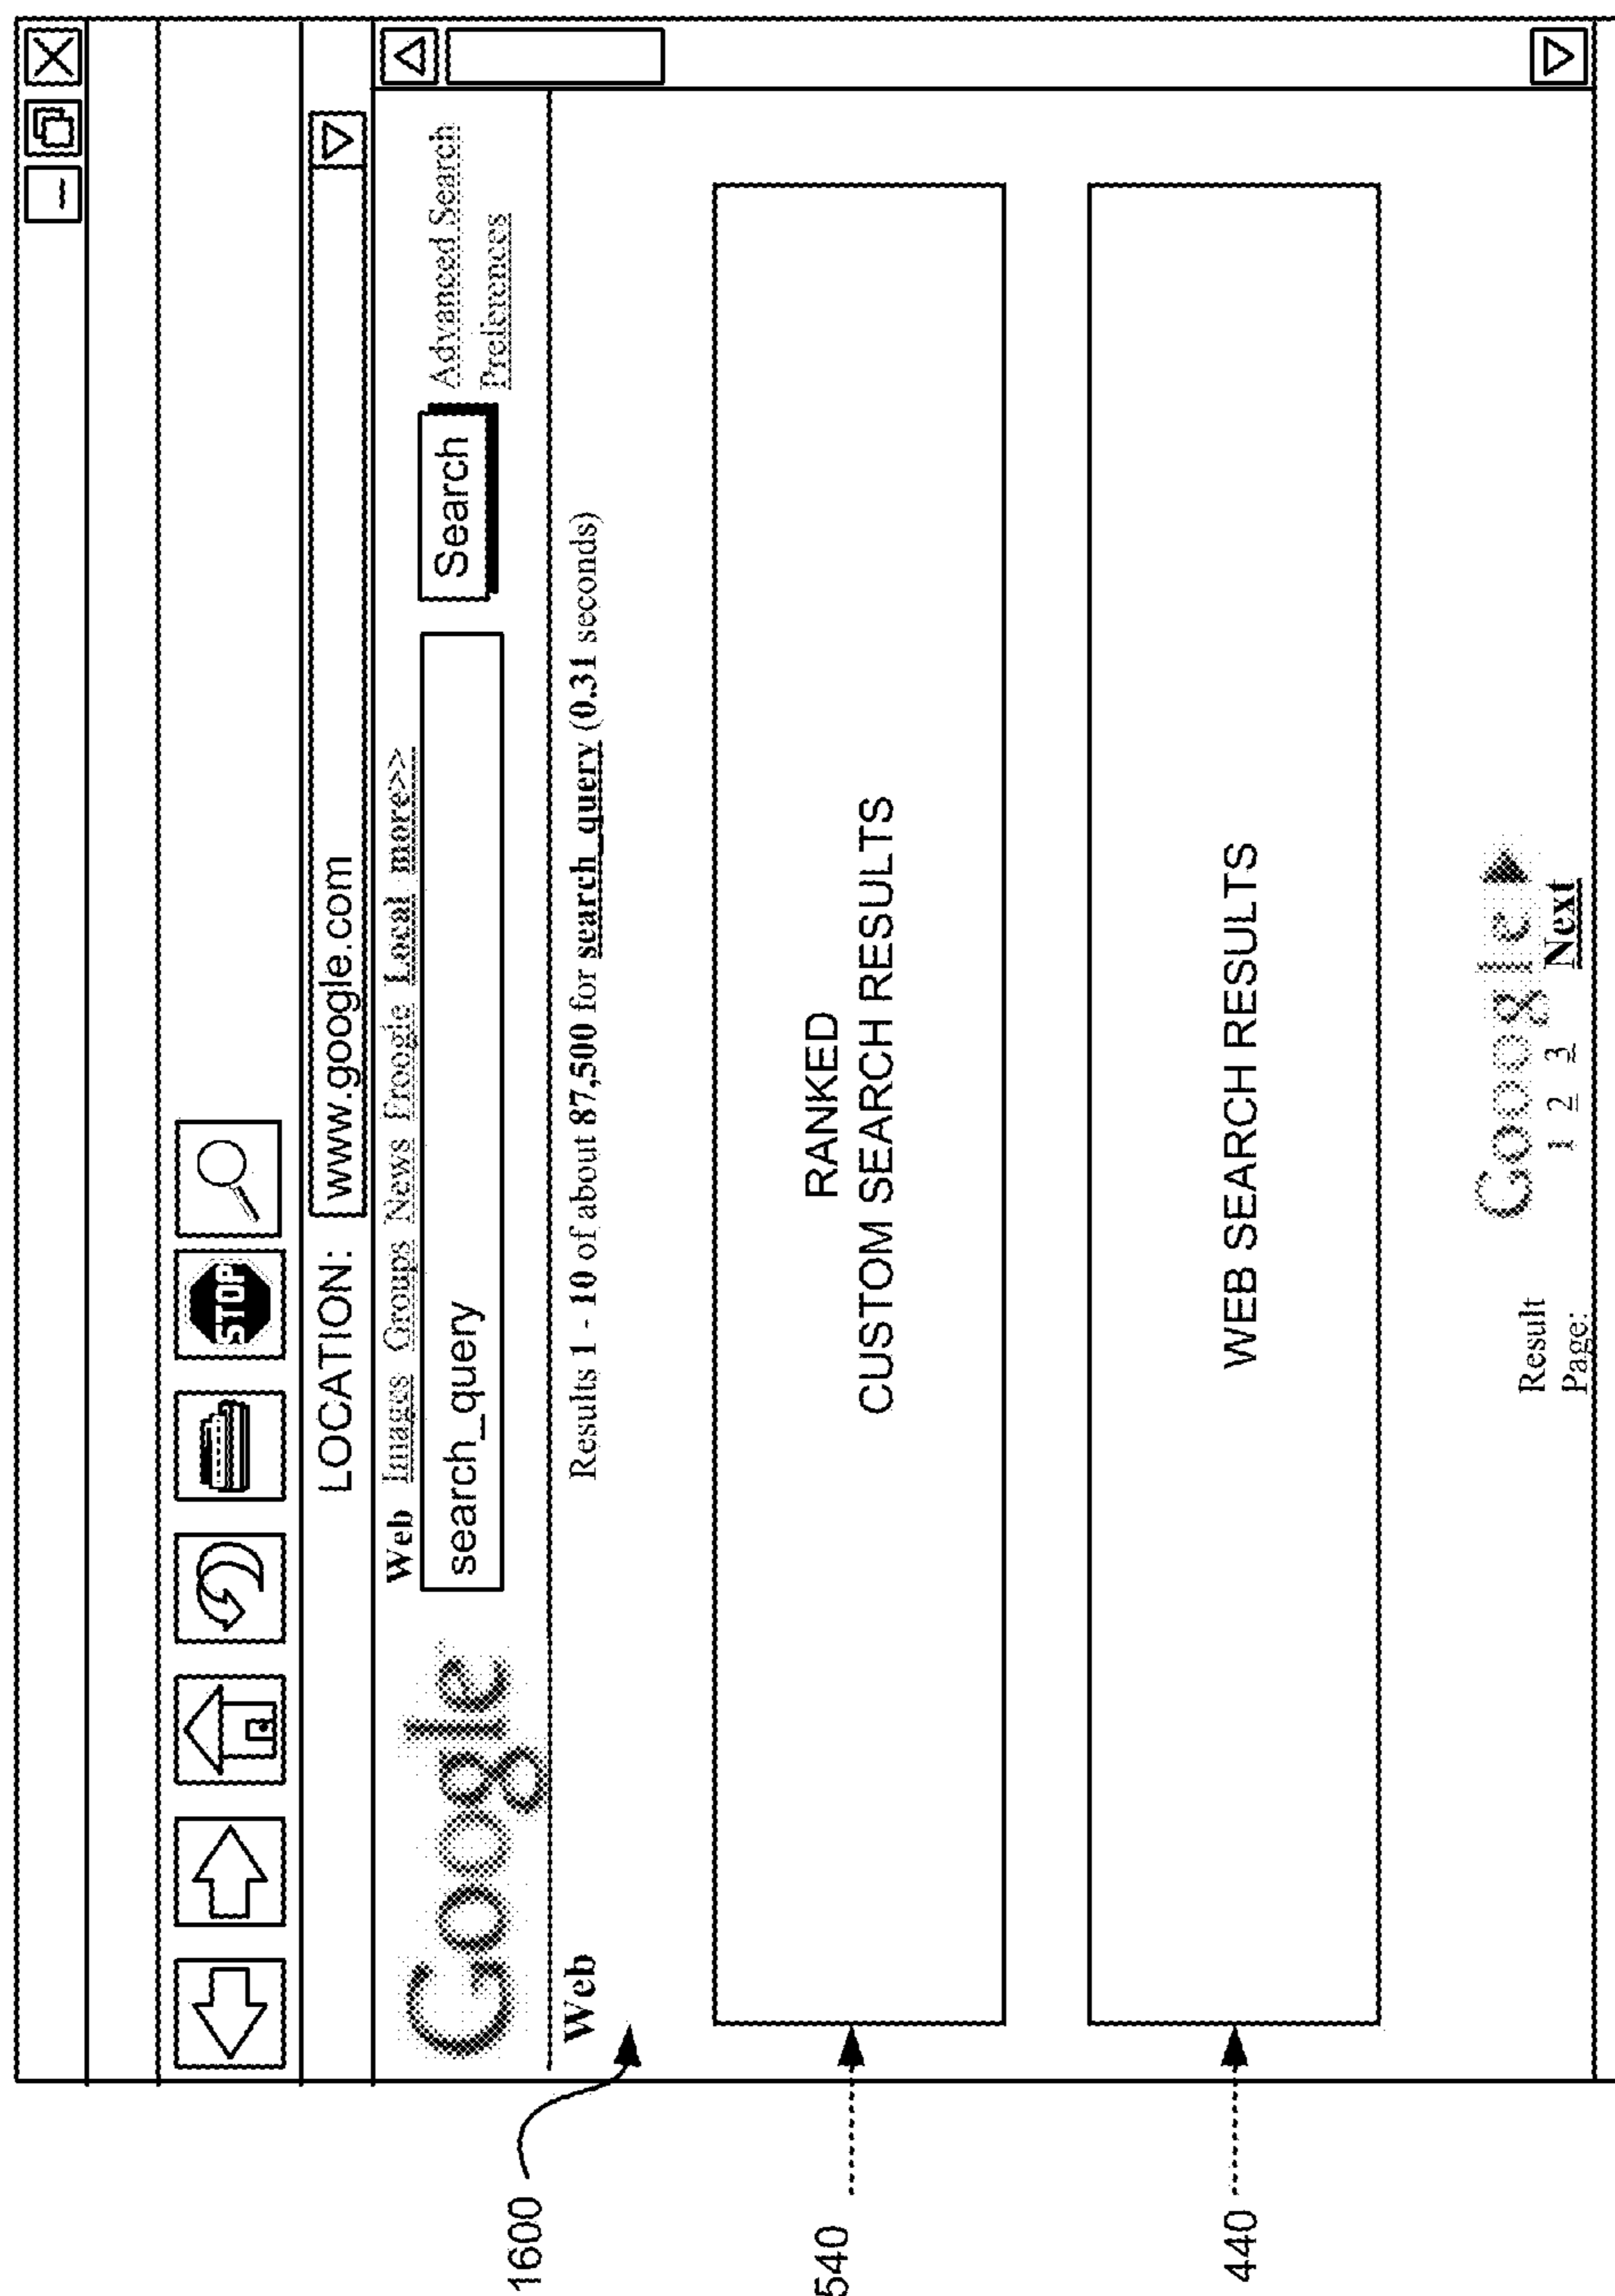 STOP
LOCATION: www.google.com
Web Images Groups News Froogle Local more>>
Google search_query Search Advanced Search
Preferences
Web Results 1 - 10 of about 87,500 for search_query (0.31 seconds)
1600
540
RANKED
CUSTOM SEARCH RESULTS
440
WEB SEARCH RESULTS
Goooogle
Result
Page: 1 2 3 Next